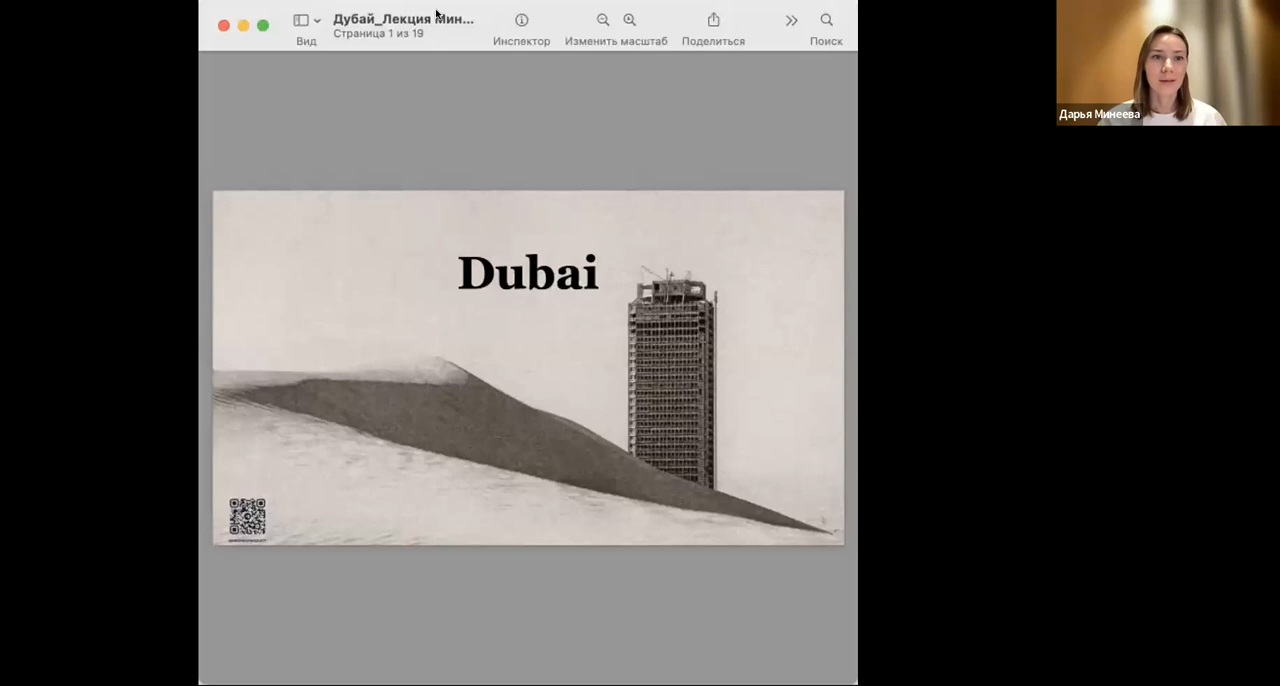 Дубай_Лекция Мин...
Страница 1 из 19
Вид
Инспектор
Изменить масштаб
Поделиться
Поиск
Дарья Минеева
Dubai